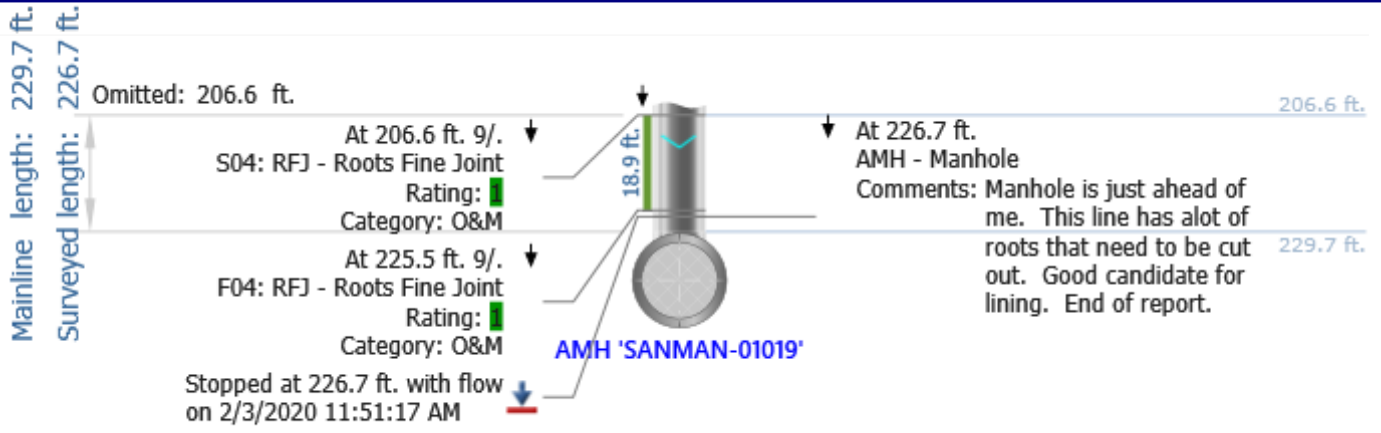 Mainline length: 229.7 ft.
Surveyed length: 226.7 ft.
Omitted: 206.6 ft.
206.6 ft.
At 206.6 ft. 9/.
S04: RFJ - Roots Fine Joint
Rating: 1
Category: O&M
18.9 ft.
At 226.7 ft.
AMH - Manhole
Comments: Manhole is just ahead of
me. This line has alot of
roots that need to be cut
out. Good candidate for
lining. End of report.
229.7 ft.
At 225.5 ft. 9/.
F04: RFJ - Roots Fine Joint
Rating: 1
Category: O&M
AMH 'SANMAN-01019'
Stopped at 226.7 ft. with flow
on 2/3/2020 11:51:17 AM